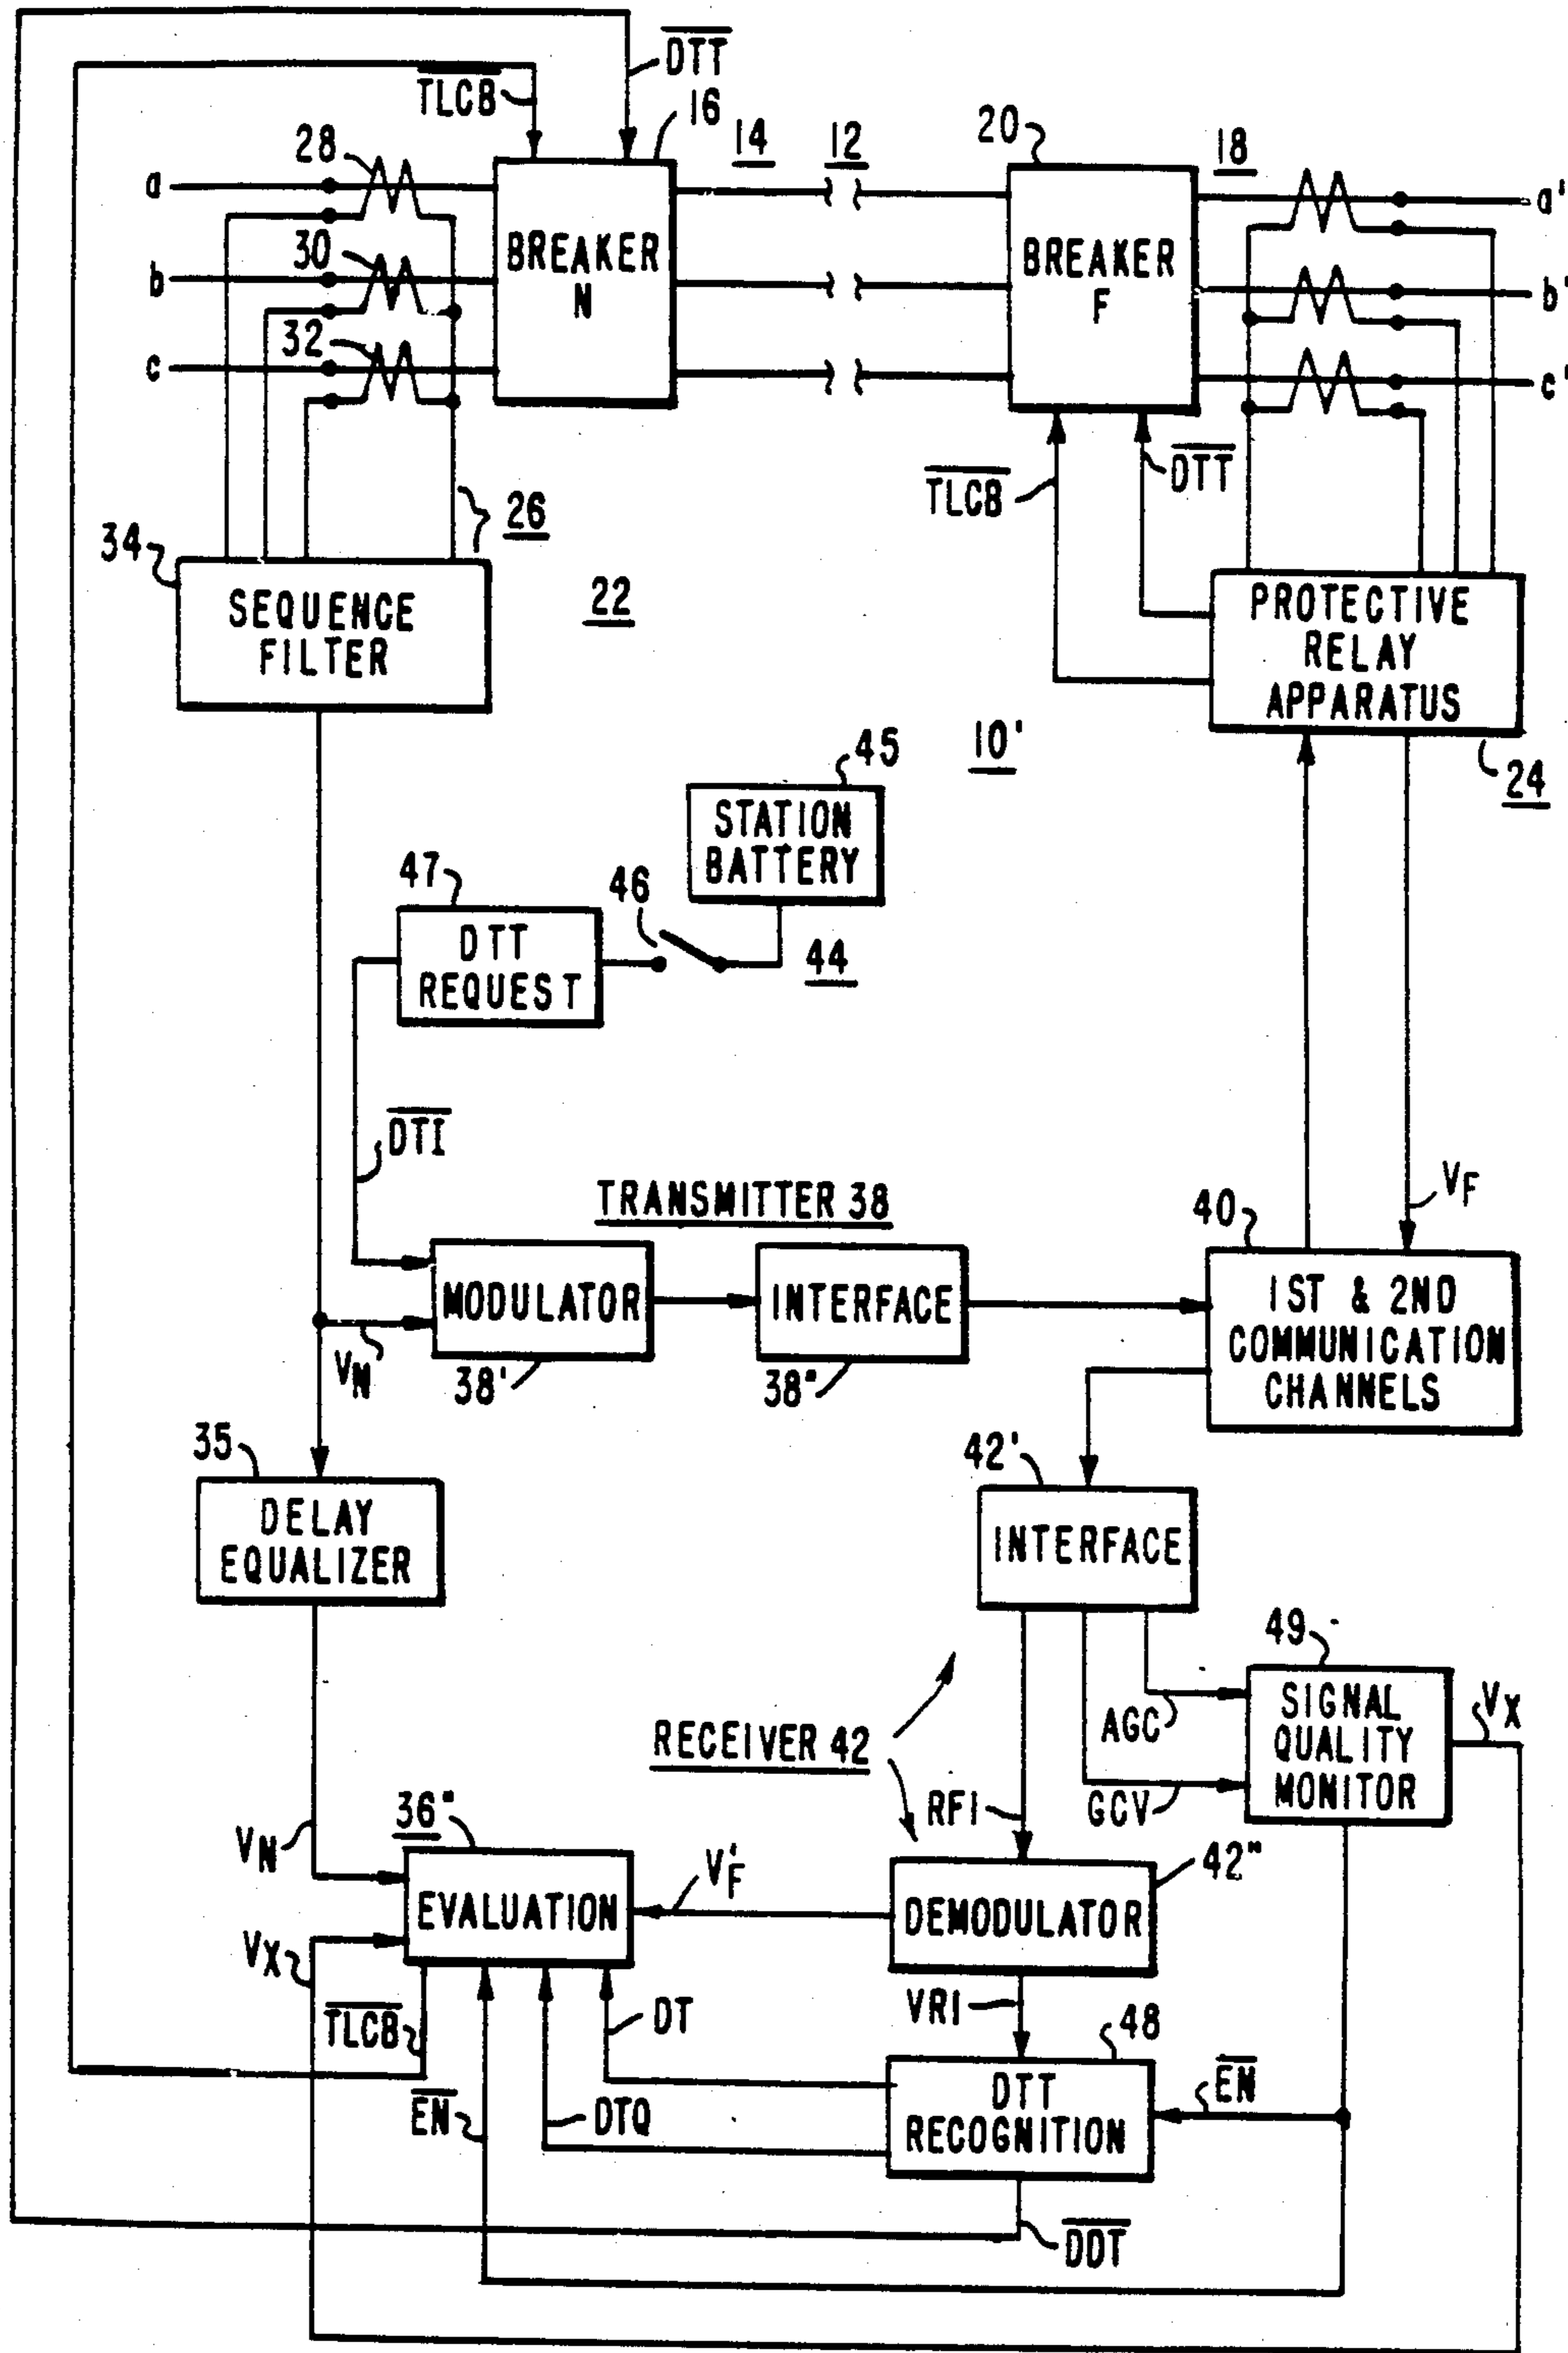 DTT
TLCB
16
20
28
14
12
18
a
a'
30
BREAKER
N
BREAKER
F
b
b'
32
c
c'
TLCB
DTT
34
26
SEQUENCE
FILTER
22
PROTECTIVE
RELAY
APPARATUS
10'
45
24
STATION
BATTERY
47
46
DTT
REQUEST
44
DTI
TRANSMITTER 38
40
VF
MODULATOR
INTERFACE
1ST & 2ND
COMMUNICATION
CHANNELS
VN
38'
38"
35
42'
DELAY
EQUALIZER
INTERFACE
49
SIGNAL
QUALITY
MONITOR
VX
AGC
RECEIVER 42
RFI
GCV
36"
VN
V'F
42"
EVALUATION
DEMODULATOR
VX
TLCB
DT
VRI
48
EN
DTQ
DTT
RECOGNITION
EN
DDT